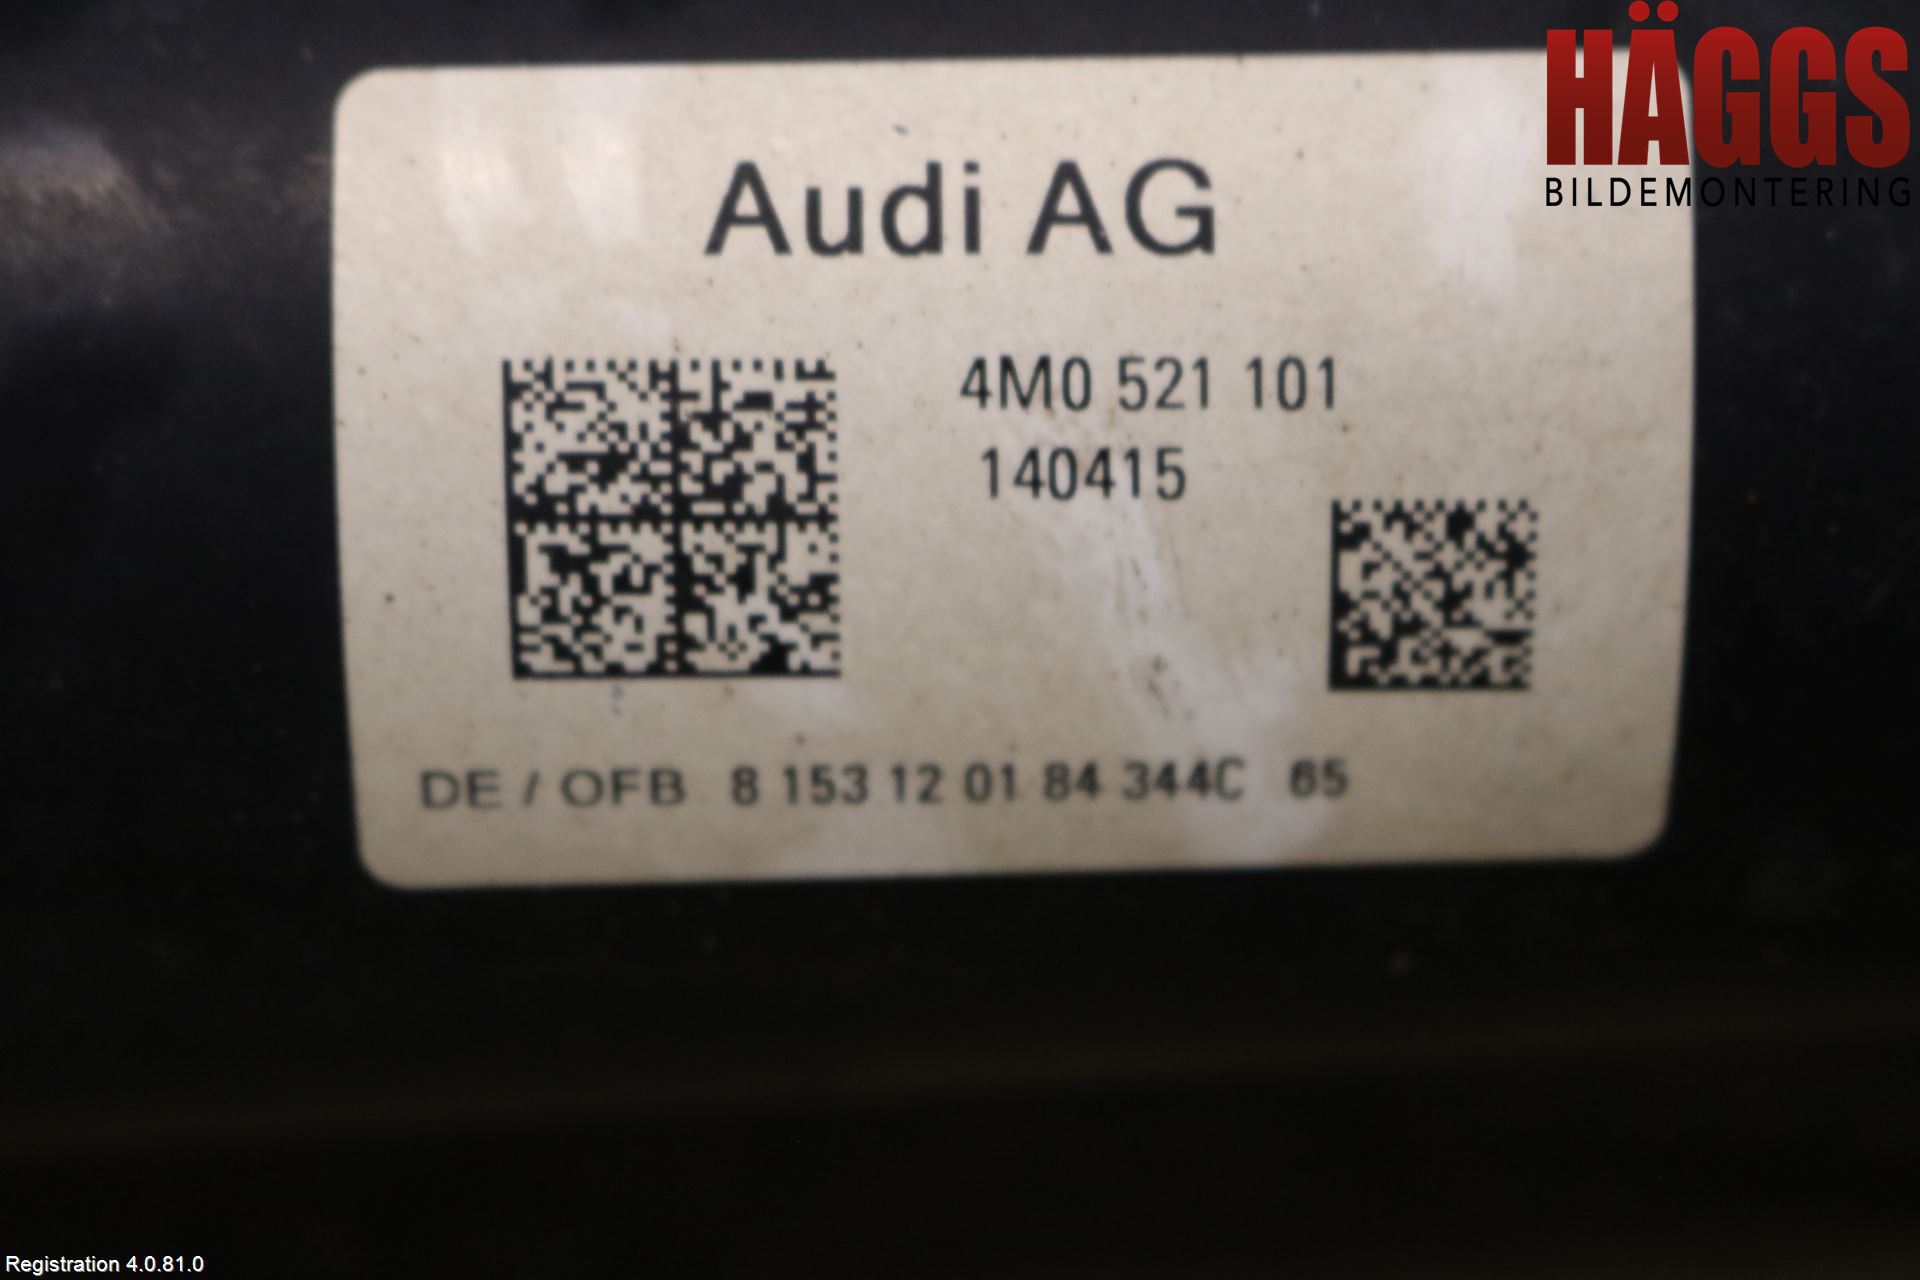 HÄGGS
BILDEMONTERING
Audi AG
4M0 521 101
140415
DE / OFB 8 153 12 01 84 344C 65
Registration 4.0.81.0